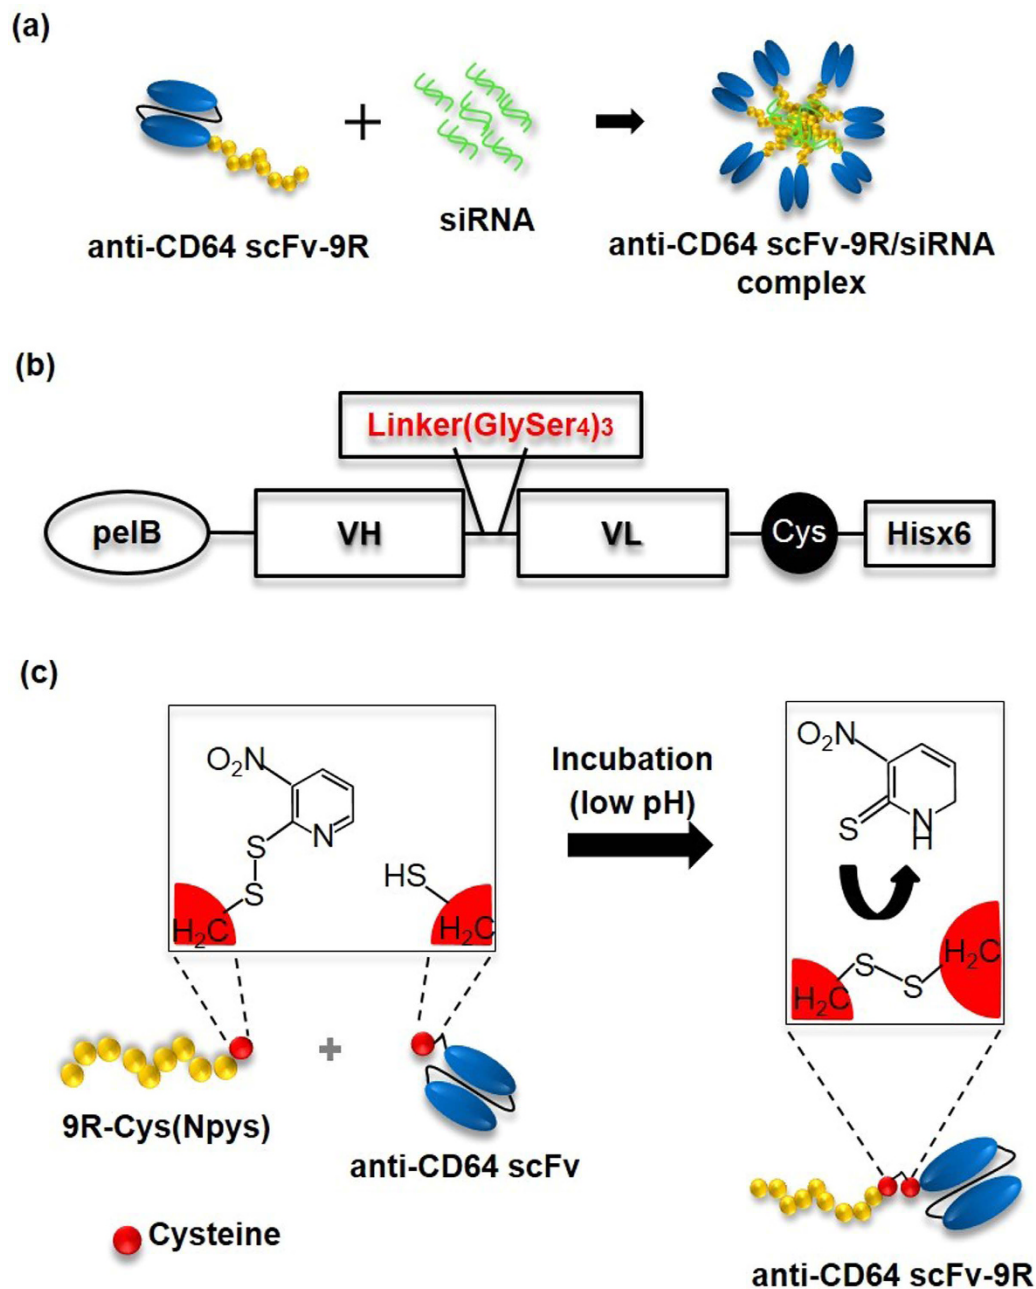 (a)
+
siRNA
anti-CD64 scFv-9R
anti-CD64 scFv-9R/siRNA
complex
(b)
Linker(GlySer4)3
pelB
VH
VL
Cys
Hisx6
(c)
O2N
N
S
S
H2C
HS
H2C
Incubation
(low pH)
O2N
S
N
H
S
S
H2C
H2C
9R-Cys(Npys)
+
anti-CD64 scFv
Cysteine
anti-CD64 scFv-9R